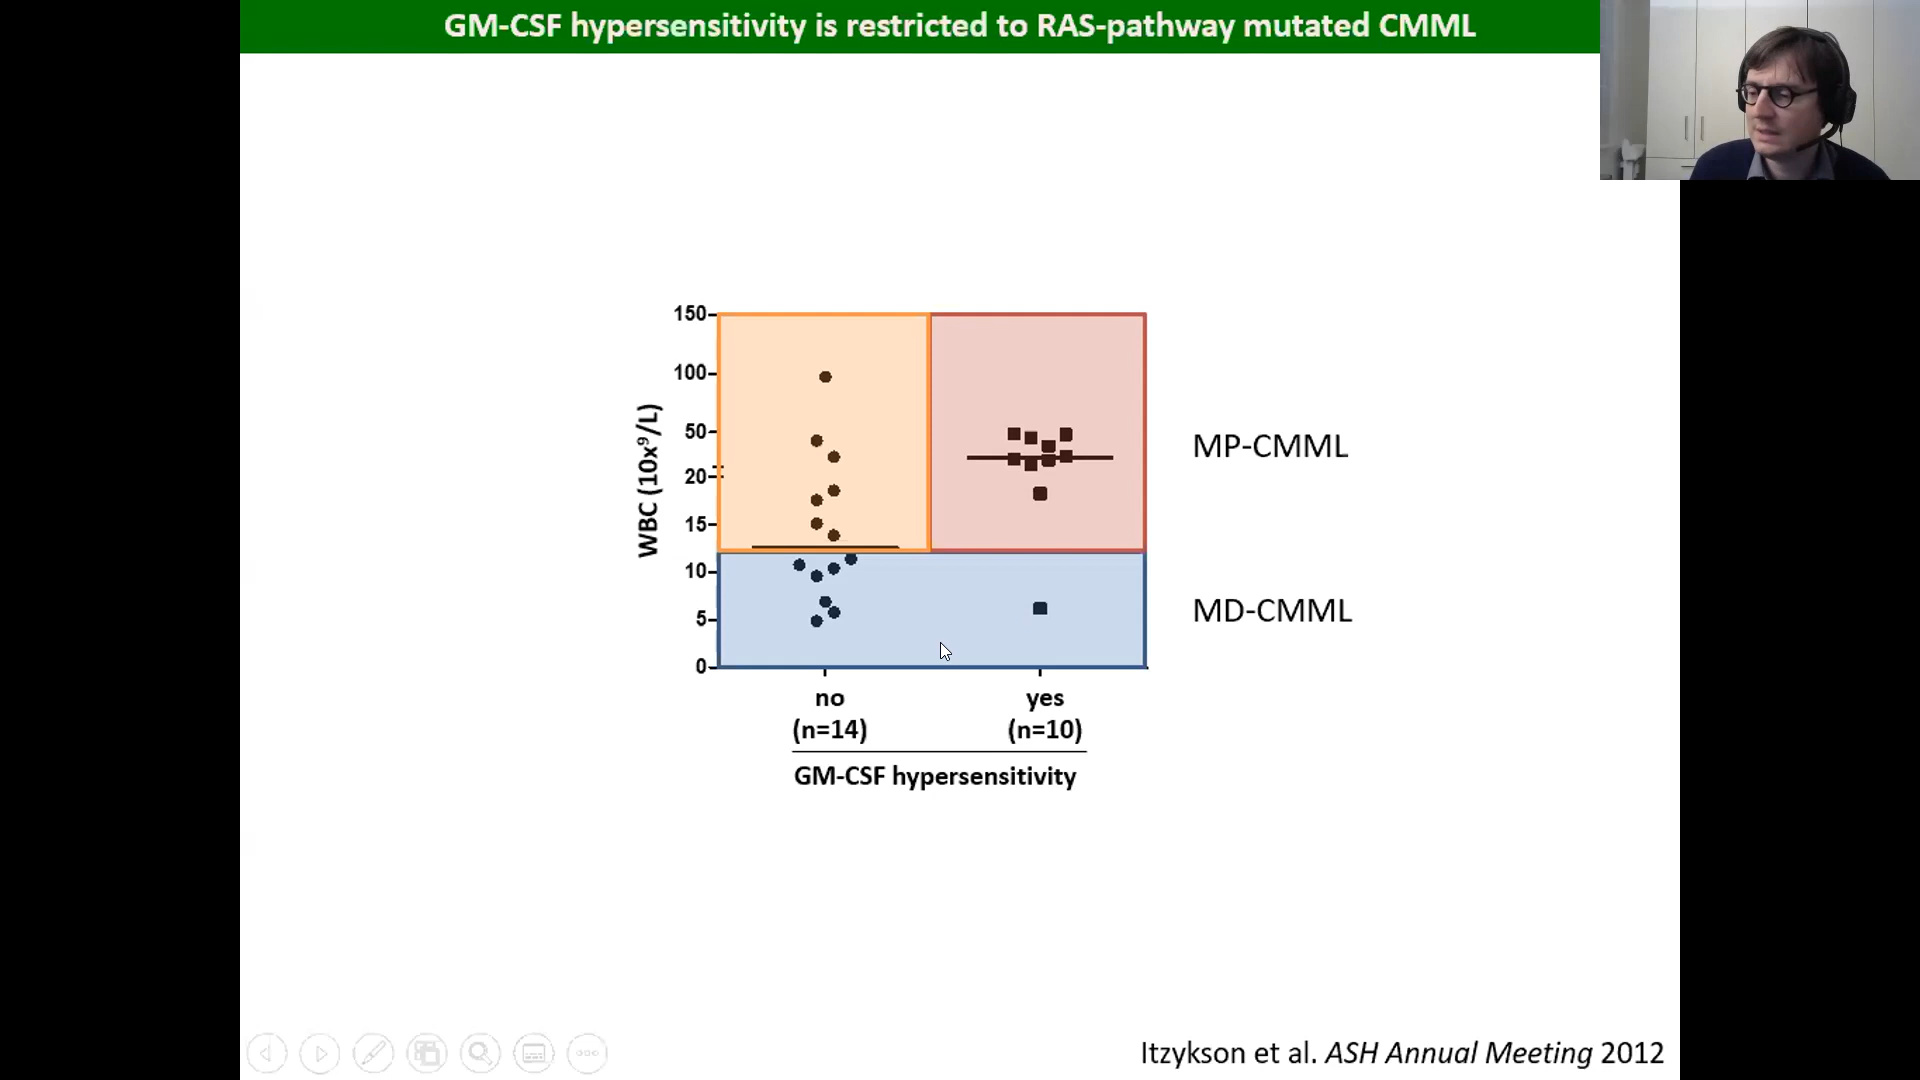 GM-CSF hypersensitivity is restricted to RAS-pathway mutated CMML
150
100
50
20
15
10
5
0
WBC (10x⁹/L)
MP-CMML
MD-CMML
no
(n=14)
yes
(n=10)
GM-CSF hypersensitivity
Itzykson et al. ASH Annual Meeting 2012